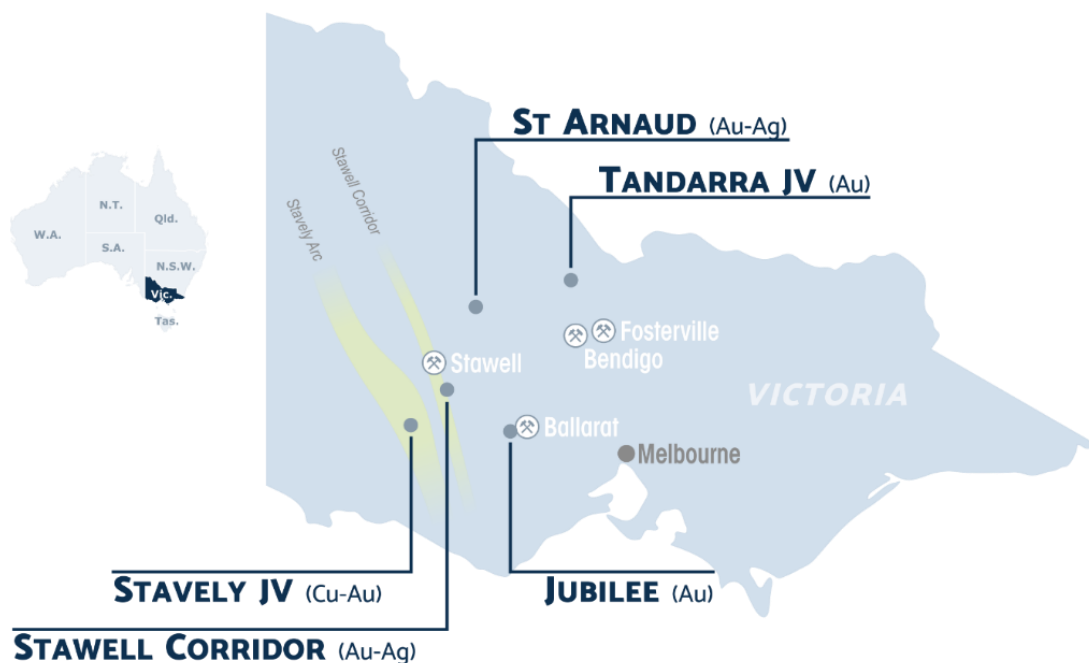 ST ARNAUD (Au-Ag)
TANDARRA JV (Au)
Stawell Corridor
Stavely Arc
N.T.
Qld.
W.A.
S.A.
N.S.W.
Vic.
Tas.
Fosterville
Bendigo
Stawell
VICTORIA
Ballarat
Melbourne
STAVELY JV (Cu-Au)
JUBILEE (Au)
STAWELL CORRIDOR (Au-Ag)